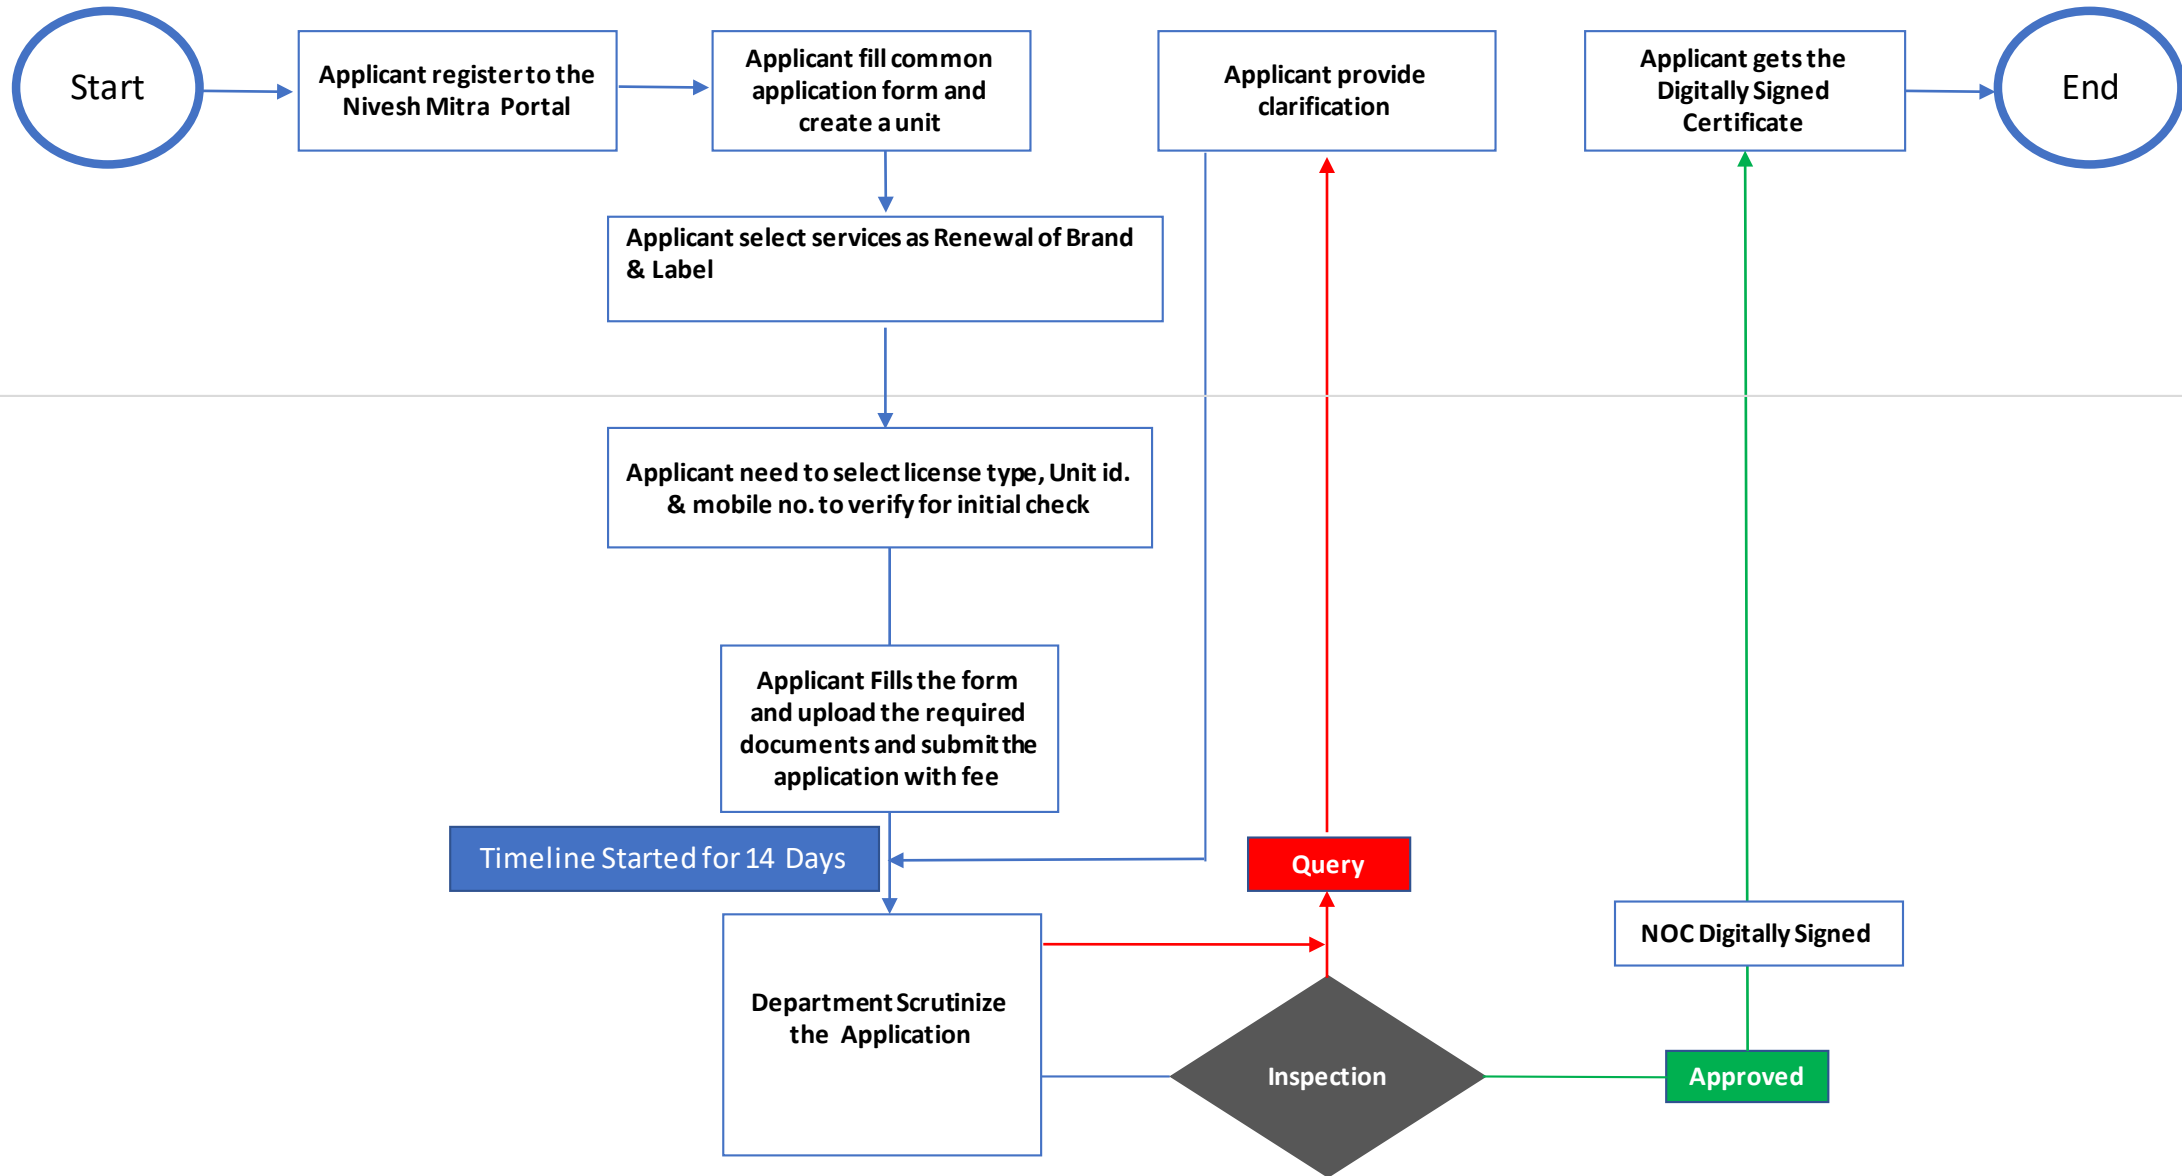 Start
Applicant register to the
Nivesh Mitra Portal
Applicant fill common
application form and
create a unit
Applicant provide
clarification
Applicant gets the
Digitally Signed
Certificate
End
Applicant select services as Renewal of Brand
& Label
Applicant need to select license type, Unit id.
& mobile no. to verify for initial check
Applicant Fills the form
and upload the required
documents and submit the
application with fee
Timeline Started for 14 Days
Query
NOC Digitally Signed
Department Scrutinize
the Application
Inspection
Approved